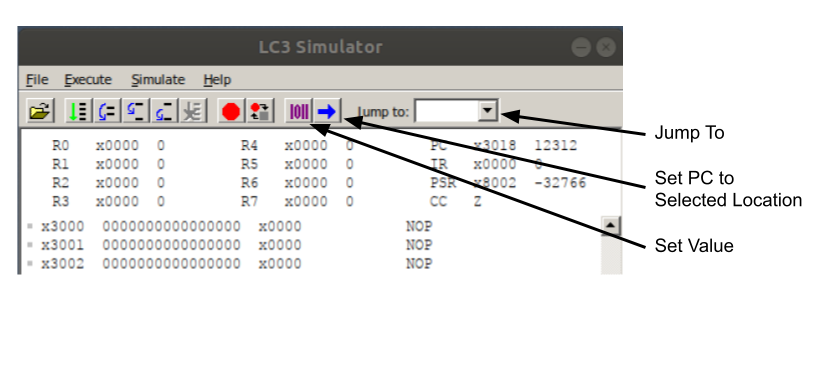 LC3 Simulator
File Execute Simulate Help
Jump to:
Jump To
R0 x0000 0 R4 x0000 0 PC x3018 12312
R1 x0000 0 R5 x0000 0 IR x0000 0
R2 x0000 0 R6 x0000 0 PSR x8002 -32766
R3 x0000 0 R7 x0000 0 CC Z
Set PC to
Selected Location
x3000 0000000000000000 x0000 NOP
x3001 0000000000000000 x0000 NOP
Set Value
x3002 0000000000000000 x0000 NOP